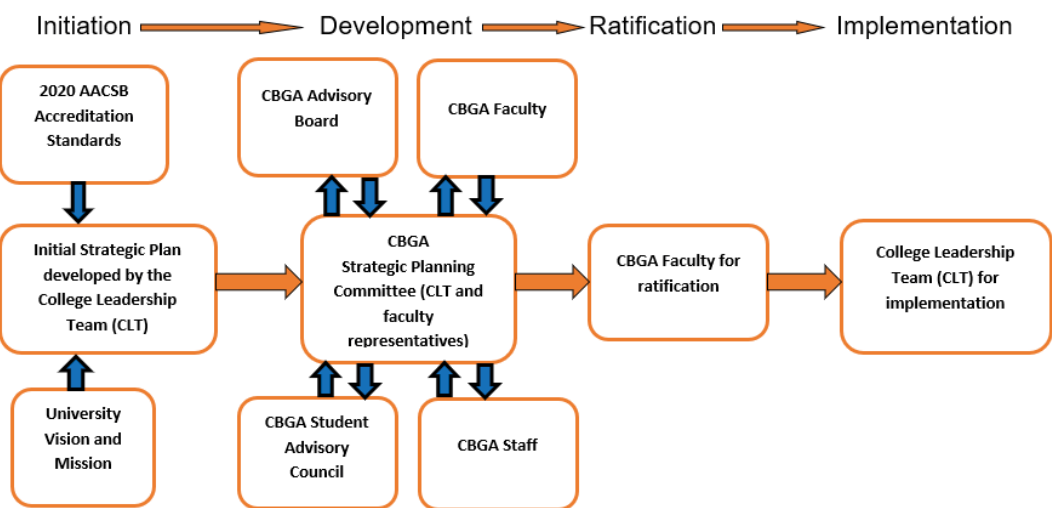 Initiation
Development
Ratification
Implementation
2020 AACSB
Accreditation
Standards
CBGA Advisory
Board
CBGA Faculty
Initial Strategic Plan
developed by the
College Leadership
Team (CLT)
CBGA
Strategic Planning
Committee (CLT and
faculty
representatives)
CBGA Faculty for
ratification
College Leadership
Team (CLT) for
implementation
University
Vision and
Mission
CBGA Student
Advisory
Council
CBGA Staff